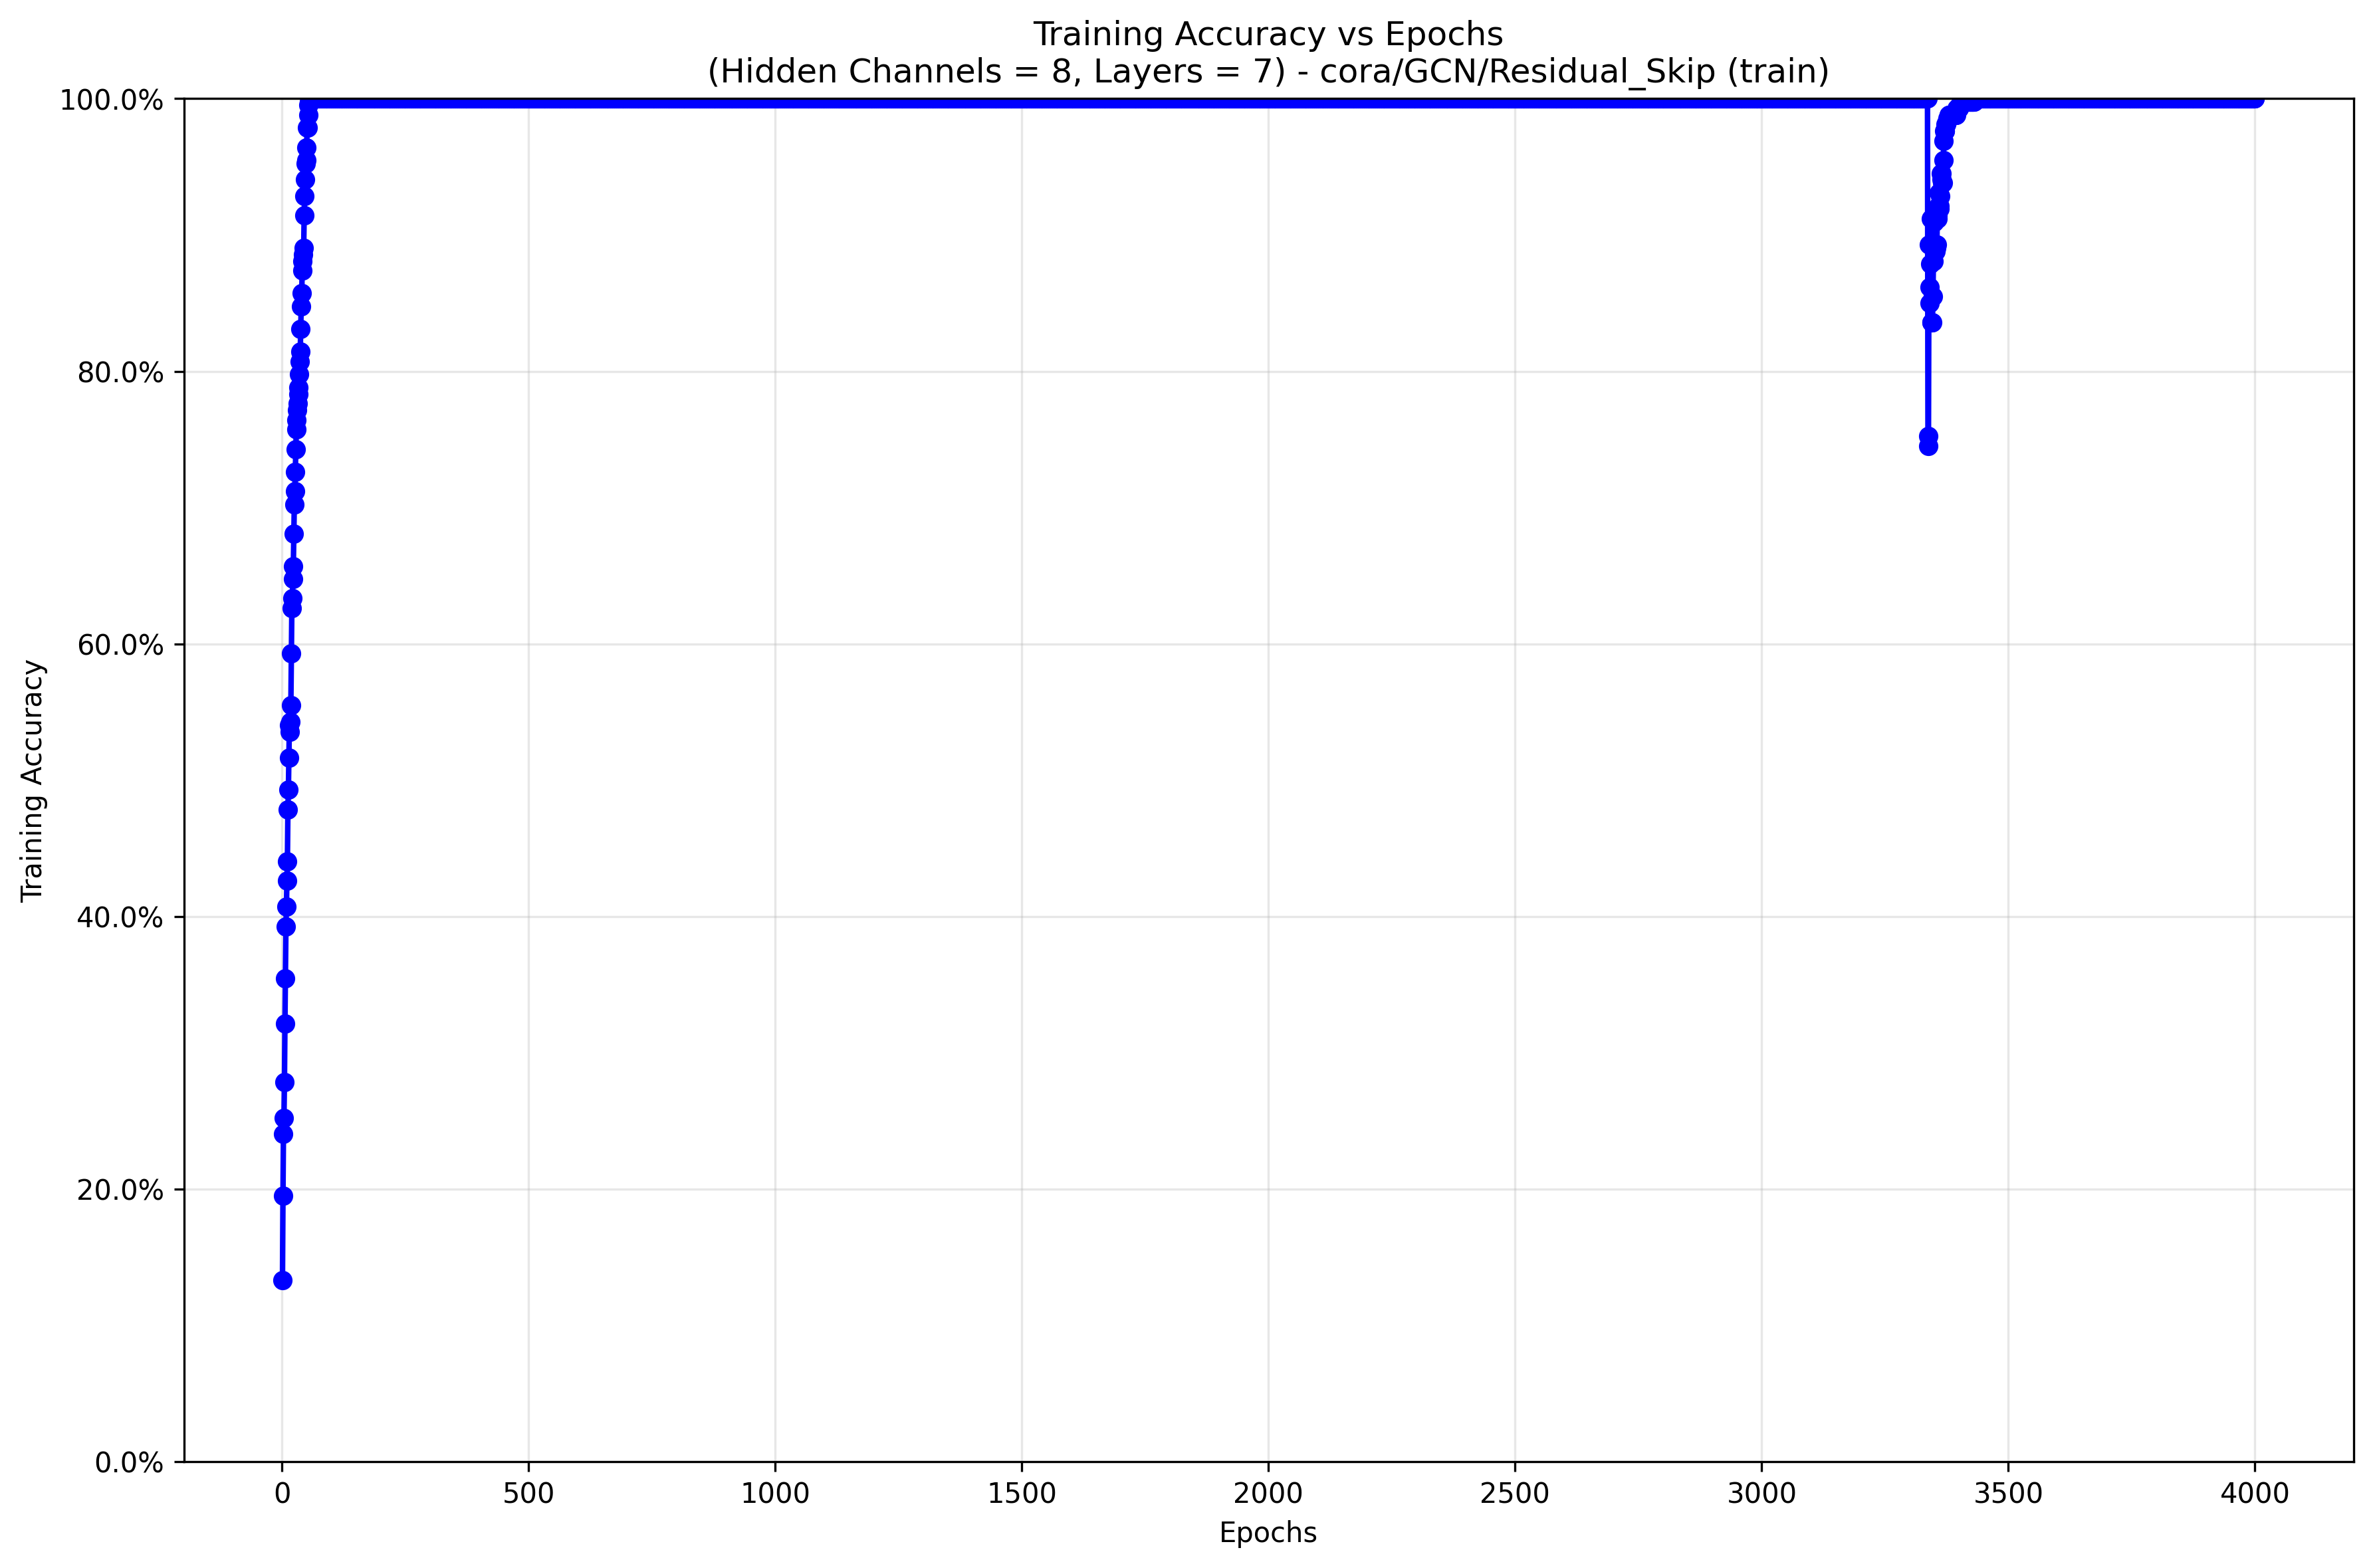 Training Accuracy vs Epochs
(Hidden Channels = 8, Layers = 7) - cora/GCN/Residual_Skip (train)
100.0%
80.0%
60.0%
40.0%
20.0%
0.0%
Training Accuracy
0 500 1000 1500 2000 2500 3000 3500 4000
Epochs